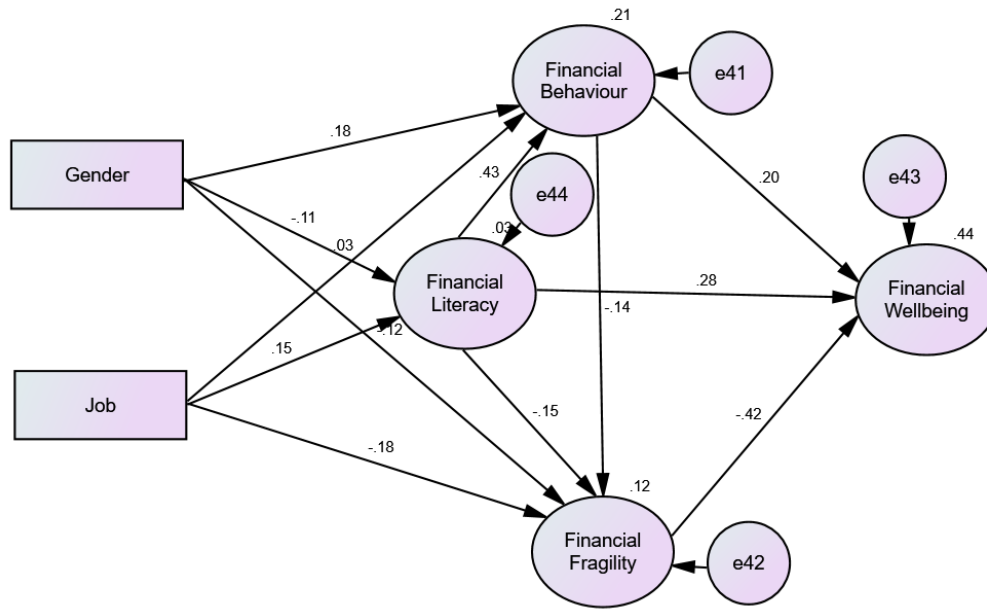 .21
Financial
Behaviour
e41
.18
Gender
.43
e44
.20
e43
-.11
.03
.03
.44
Financial
Literacy
.28
Financial
Wellbeing
-.14
-.12
.15
Job
-.15
-.42
-.18
.12
Financial
Fragility
e42